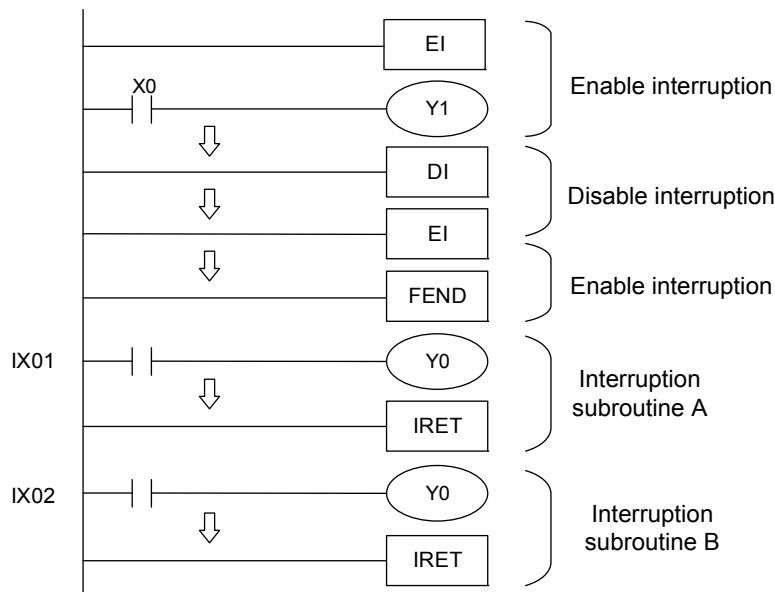 EI
Enable interruption
X0
Y1
DI
Disable interruption
EI
Enable interruption
FEND
IX01
Y0
Interruption
subroutine A
IRET
IX02
Y0
Interruption
subroutine B
IRET